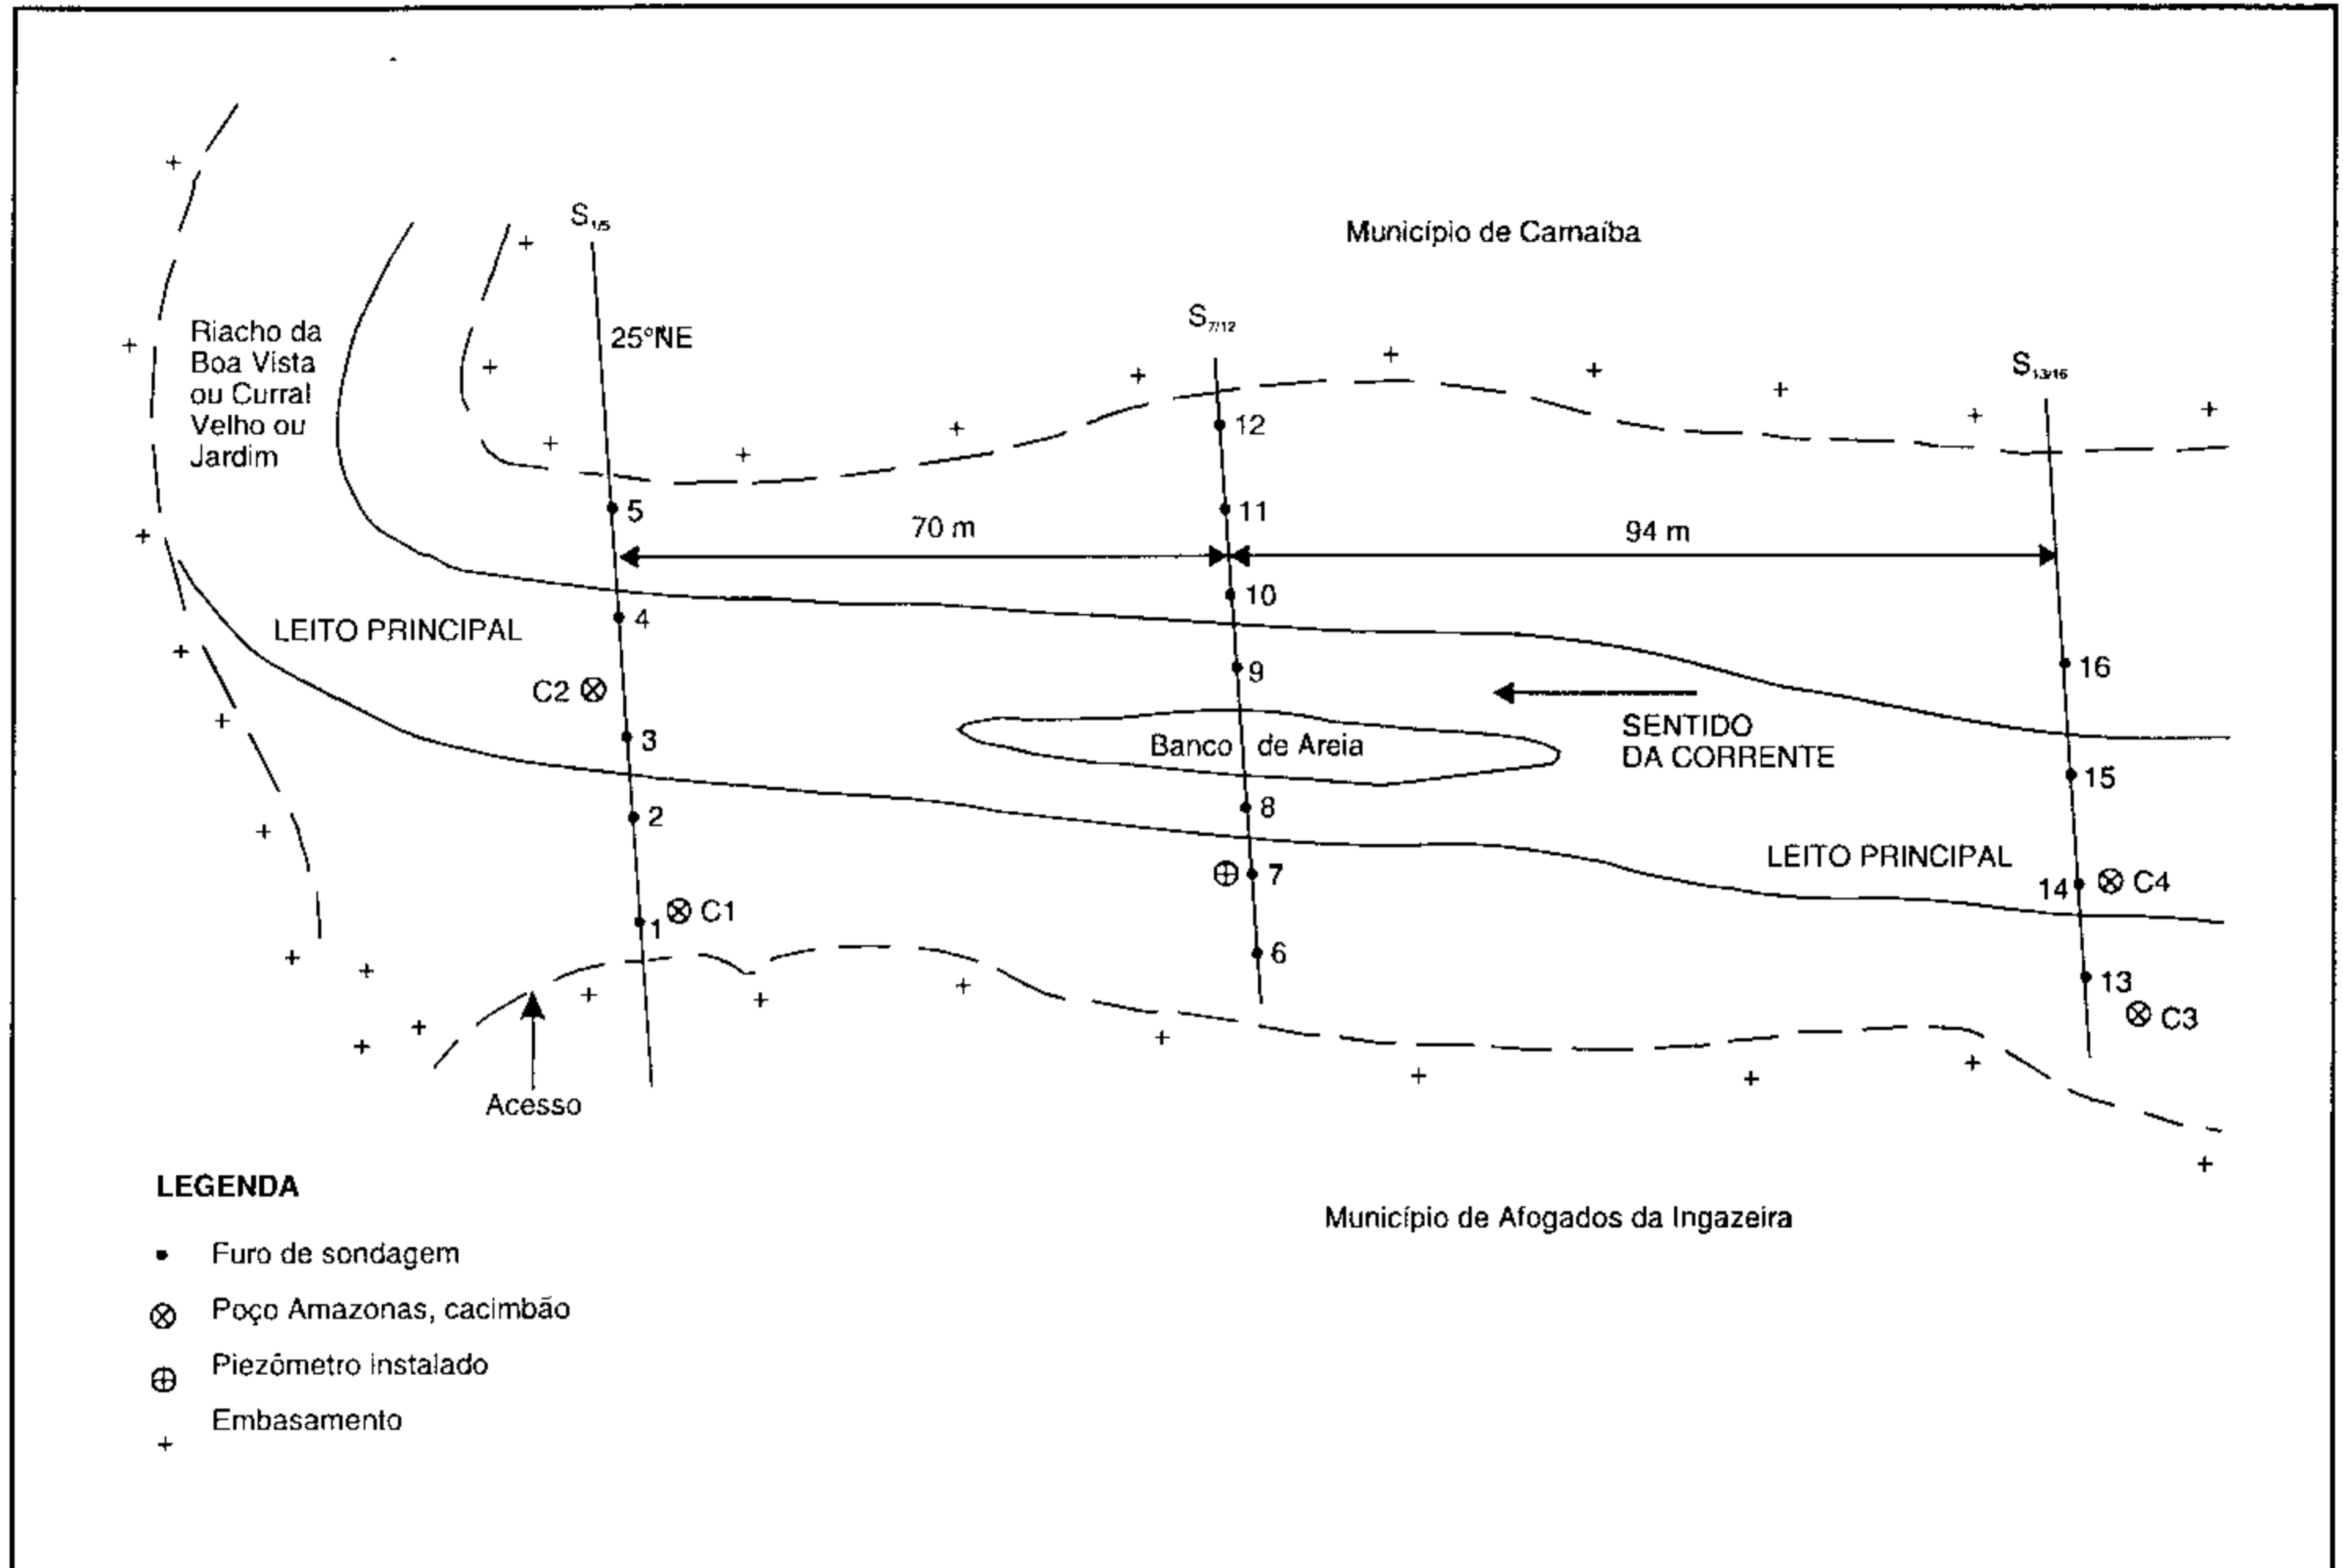 S1/5
Município de Carnaíba
25ºNE
S7/12
Riacho da
Boa Vista
ou Curral
Velho ou
Jardim
S13/16
12
5
11
70 m
94 m
10
4
LEITO PRINCIPAL
9
16
C2
3
Banco de Areia
SENTIDO
DA CORRENTE
15
2
8
LEITO PRINCIPAL
7
14
C4
1
C1
6
13
C3
Acesso
LEGENDA
Município de Afogados da Ingazeira
Furo de sondagem
Poço Amazonas, cacimbão
Piezômetro instalado
Embasamento